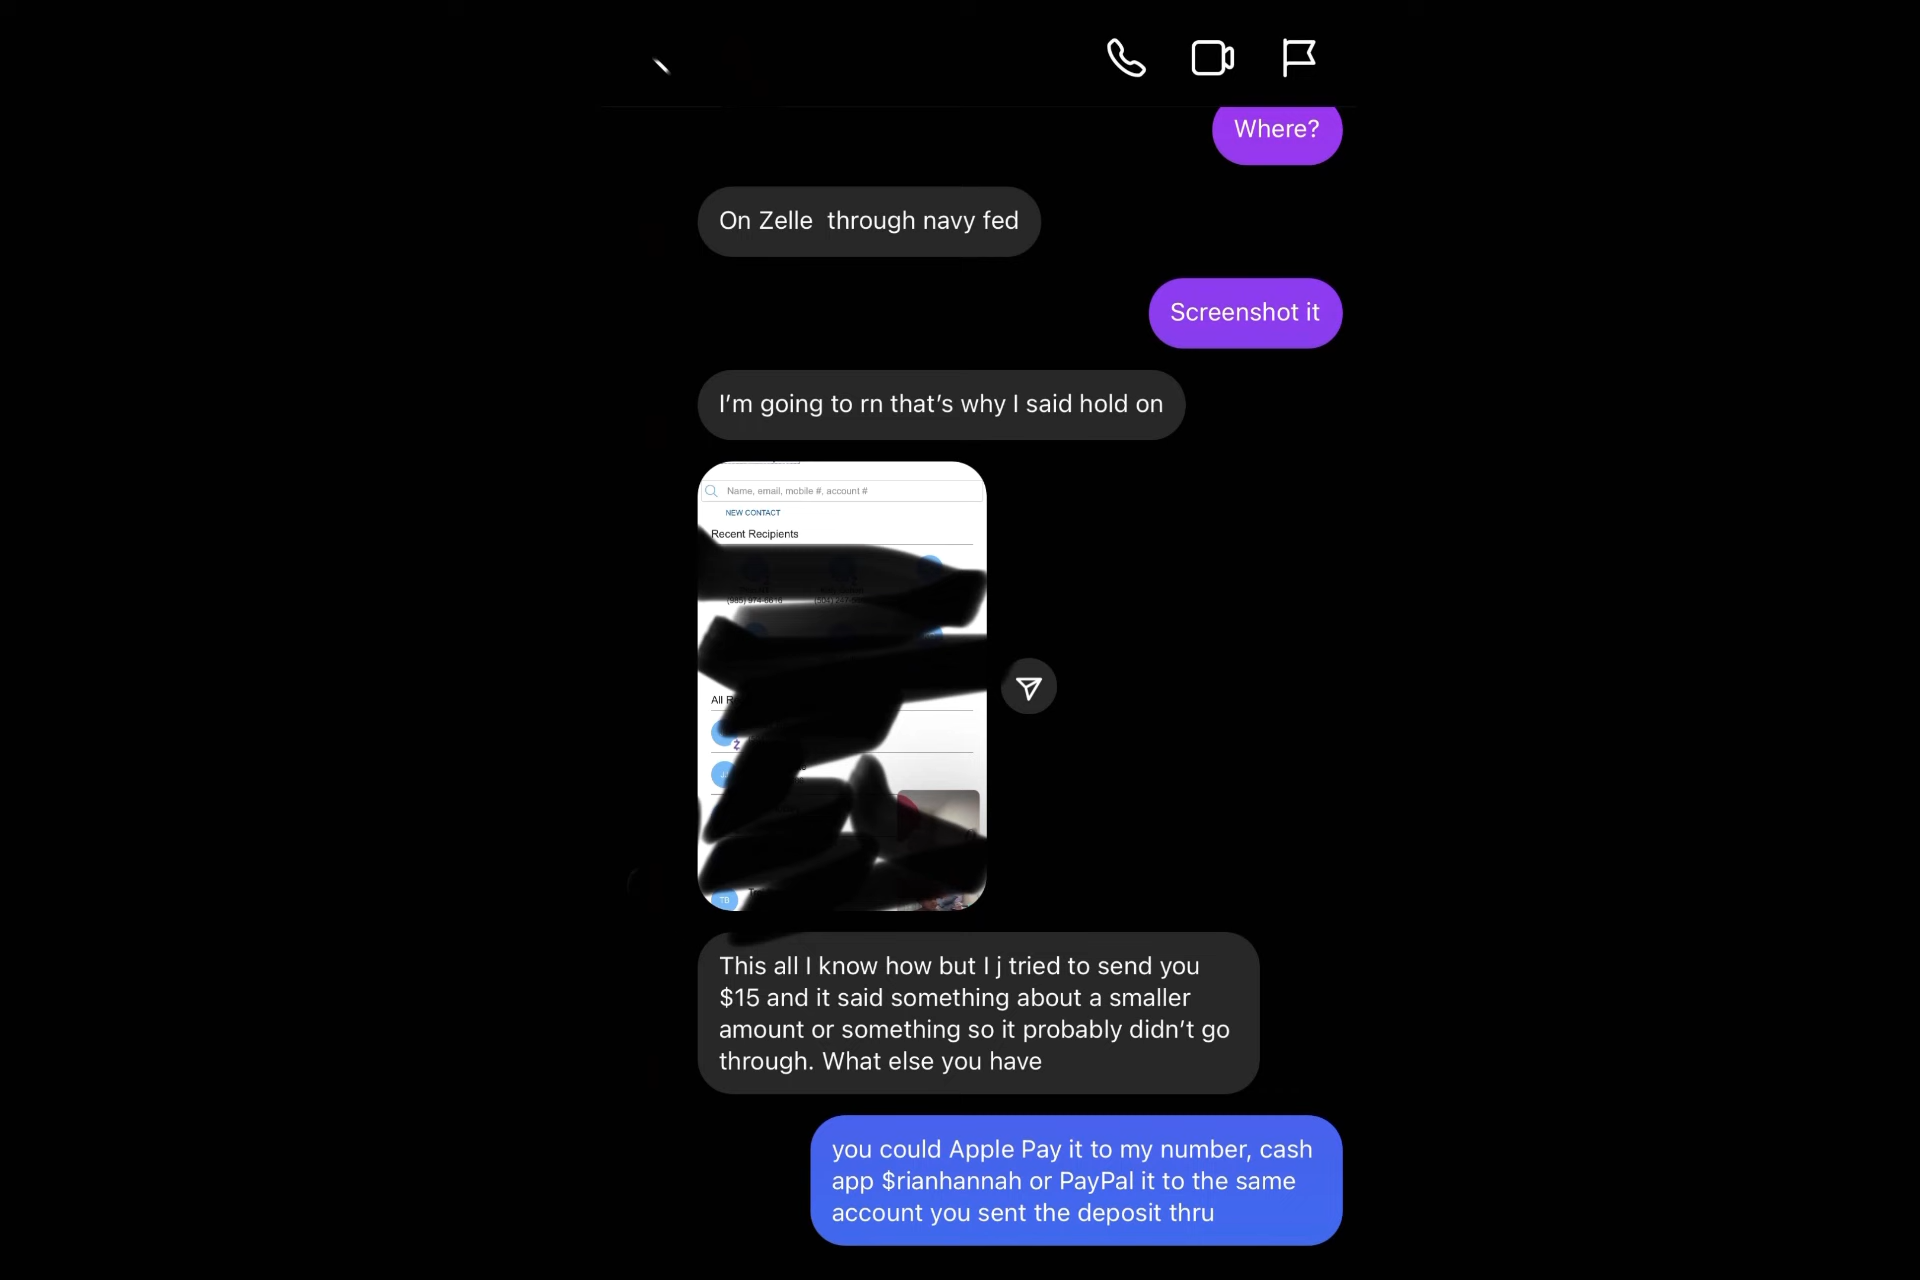 Where?
On Zelle  through navy fed
Screenshot it
I'm going to rn that's why I said hold on
Name, email, mobile #, account #
NEW CONTACT
Recent Recipients
All R
TB
This all I know how but I j tried to send you
$15 and it said something about a smaller
amount or something so it probably didn't go
through. What else you have
you could Apple Pay it to my number, cash
app $rianhannah or PayPal it to the same
account you sent the deposit thru